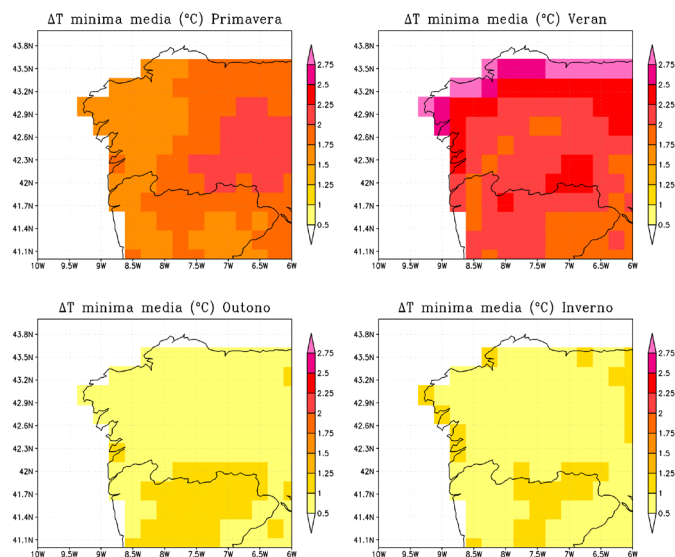 ΔT minima media (°C) Primavera
43.8N
43.5N
43.2N
42.9N
42.6N
42.3N
42N
41.7N
41.4N
41.1N
10W 9.5W 9W 8.5W 8W 7.5W 7W 6.5W 6W
2.75
2.5
2.25
2
1.75
1.5
1.25
1
0.5
ΔT minima media (°C) Veran
43.8N
43.5N
43.2N
42.9N
42.6N
42.3N
42N
41.7N
41.4N
41.1N
10W 9.5W 9W 8.5W 8W 7.5W 7W 6.5W 6W
2.75
2.5
2.25
2
1.75
1.5
1.25
1
0.5
ΔT minima media (°C) Outono
43.8N
43.5N
43.2N
42.9N
42.6N
42.3N
42N
41.7N
41.4N
41.1N
10W 9.5W 9W 8.5W 8W 7.5W 7W 6.5W 6W
2.75
2.5
2.25
2
1.75
1.5
1.25
1
0.5
ΔT minima media (°C) Inverno
43.8N
43.5N
43.2N
42.9N
42.6N
42.3N
42N
41.7N
41.4N
41.1N
10W 9.5W 9W 8.5W 8W 7.5W 7W 6.5W 6W
2.75
2.5
2.25
2
1.75
1.5
1.25
1
0.5